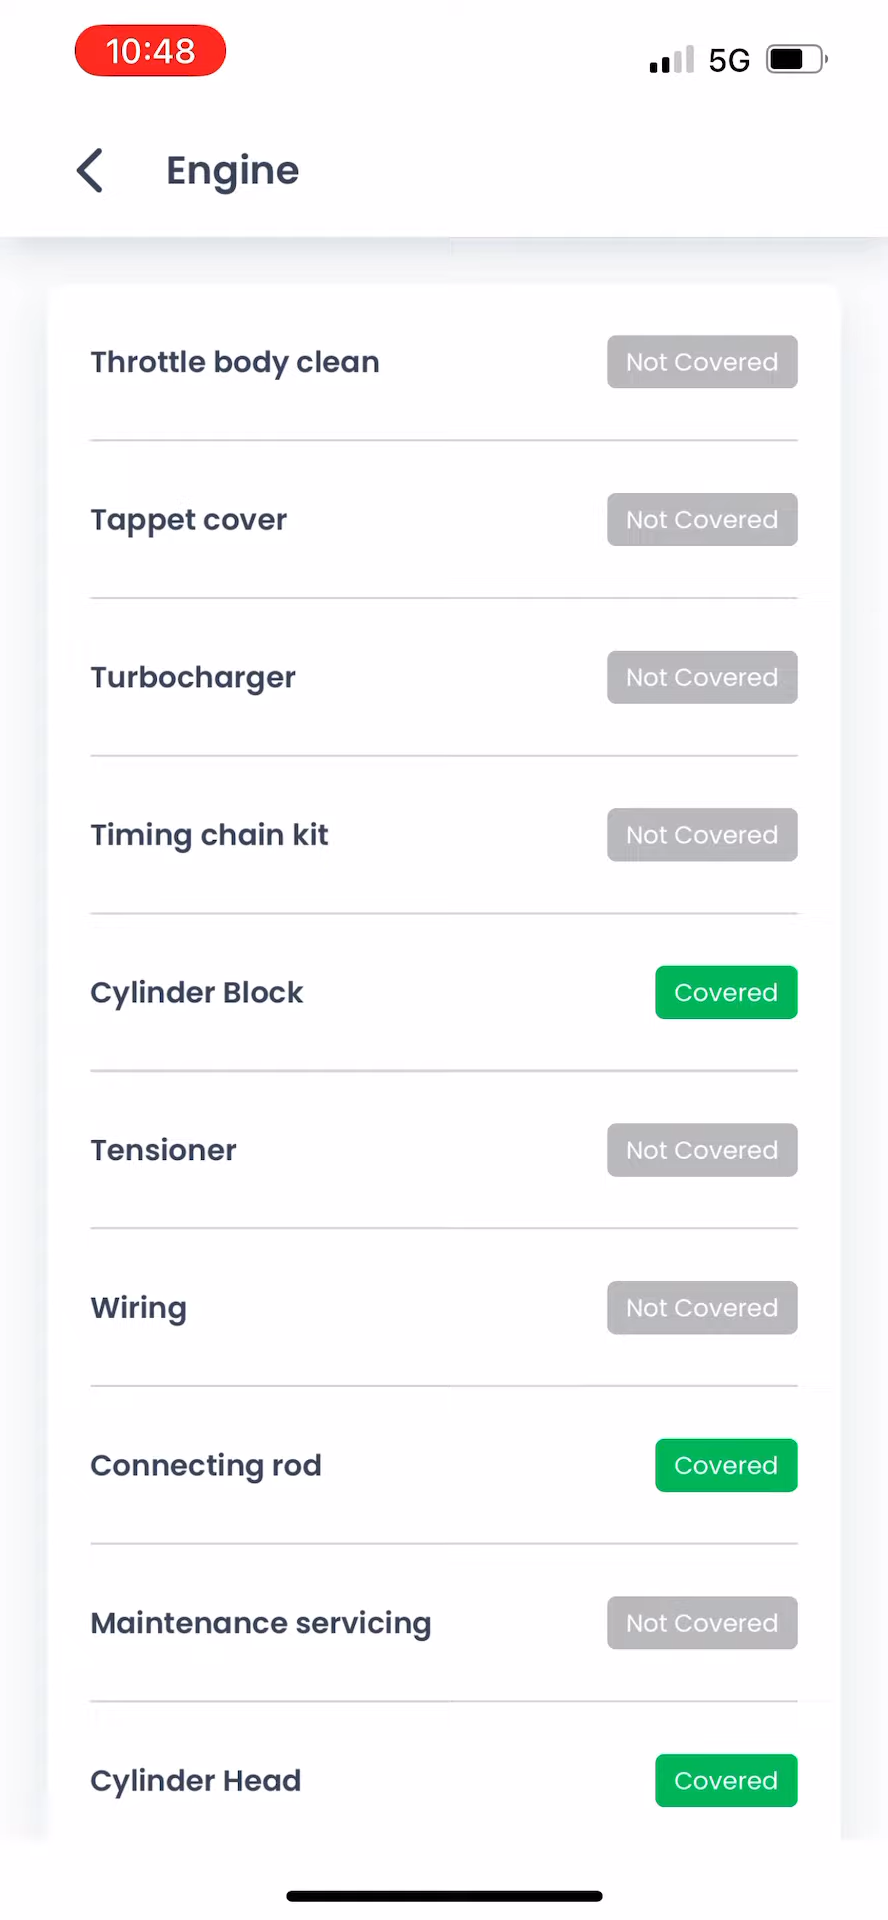 10:48
5G
Engine
Throttle body clean
Not Covered
Tappet cover
Not Covered
Turbocharger
Not Covered
Timing chain kit
Not Covered
Cylinder Block
Covered
Tensioner
Not Covered
Wiring
Not Covered
Connecting rod
Covered
Maintenance servicing
Not Covered
Cylinder Head
Covered